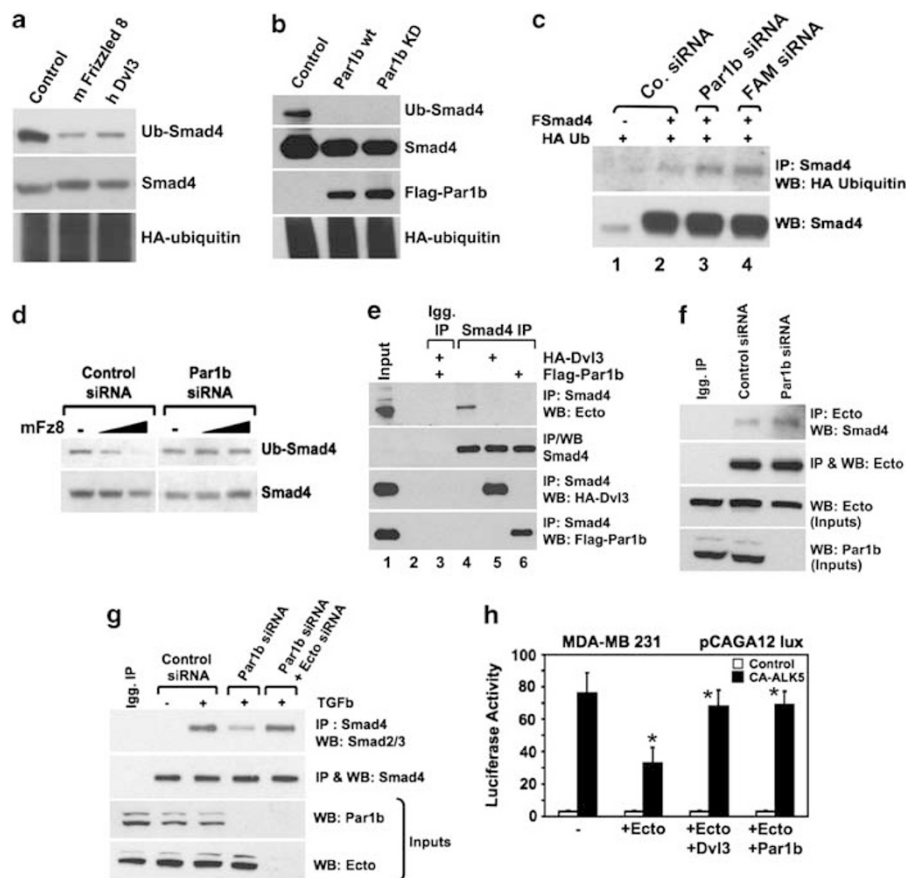 a
Control
m Frizzled 8
h Dvl3
Ub-Smad4
Smad4
HA-ubiquitin
b
Control
Par1b wt
Par1b KD
Ub-Smad4
Smad4
Flag-Par1b
HA-ubiquitin
c
Co. siRNA
Par1b siRNA
FAM siRNA
FSmad4 - + + +
HA Ub + + + +
IP: Smad4
WB: HA Ubiquitin
WB: Smad4
1 2 3 4
d
Control siRNA
Par1b siRNA
mFz8 - -
Ub-Smad4
Smad4
e
Input
Igg. IP
Smad4 IP
HA-Dvl3 + +
Flag-Par1b + +
IP: Smad4
WB: Ecto
IP/WB
Smad4
IP: Smad4
WB: HA-Dvl3
IP: Smad4
WB: Flag-Par1b
1 2 3 4 5 6
f
Igg. IP
Control siRNA
Par1b siRNA
IP: Ecto
WB: Smad4
IP & WB: Ecto
WB: Ecto
(Inputs)
WB: Par1b
(Inputs)
g
Igg. IP
Control siRNA
Par1b siRNA
Par1b siRNA
+ Ecto siRNA
- + + + TGFb
IP : Smad4
WB: Smad2/3
IP & WB: Smad4
WB: Par1b
WB: Ecto
Inputs
h
MDA-MB 231 pCAGA12 lux
Control
CA-ALK5
Luciferase Activity
100
80
60
40
20
0
* * *
- +Ecto +Ecto +Ecto
+Dvl3 +Par1b